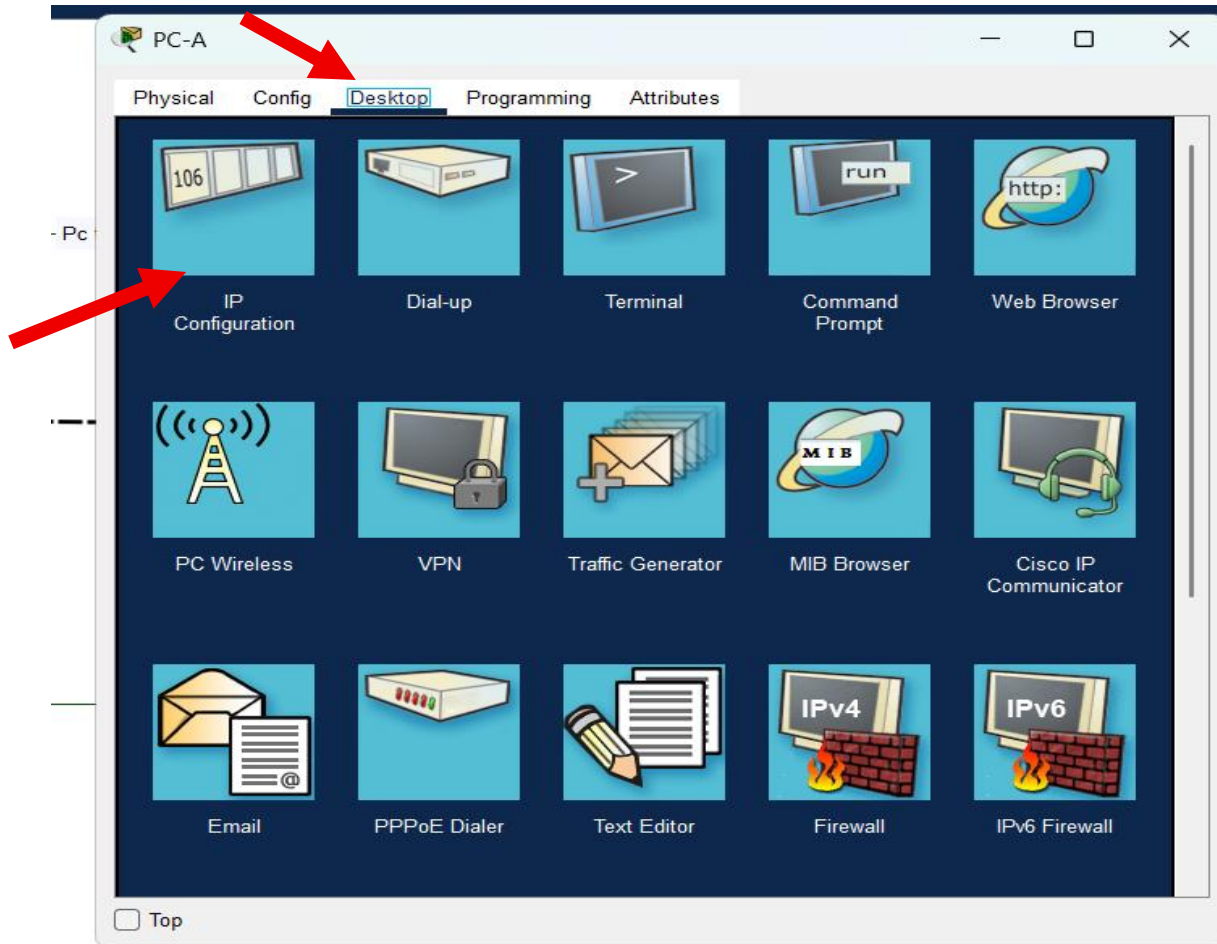 PC-A
Physical Config Desktop Programming Attributes
106
>
run
http:
- Pc
IP
Configuration
Dial-up
Terminal
Command
Prompt
Web Browser
MIB
PC Wireless
VPN
Traffic Generator
MIB Browser
Cisco IP
Communicator
@
IPv4
IPv6
Email
PPPoE Dialer
Text Editor
Firewall
IPv6 Firewall
Top